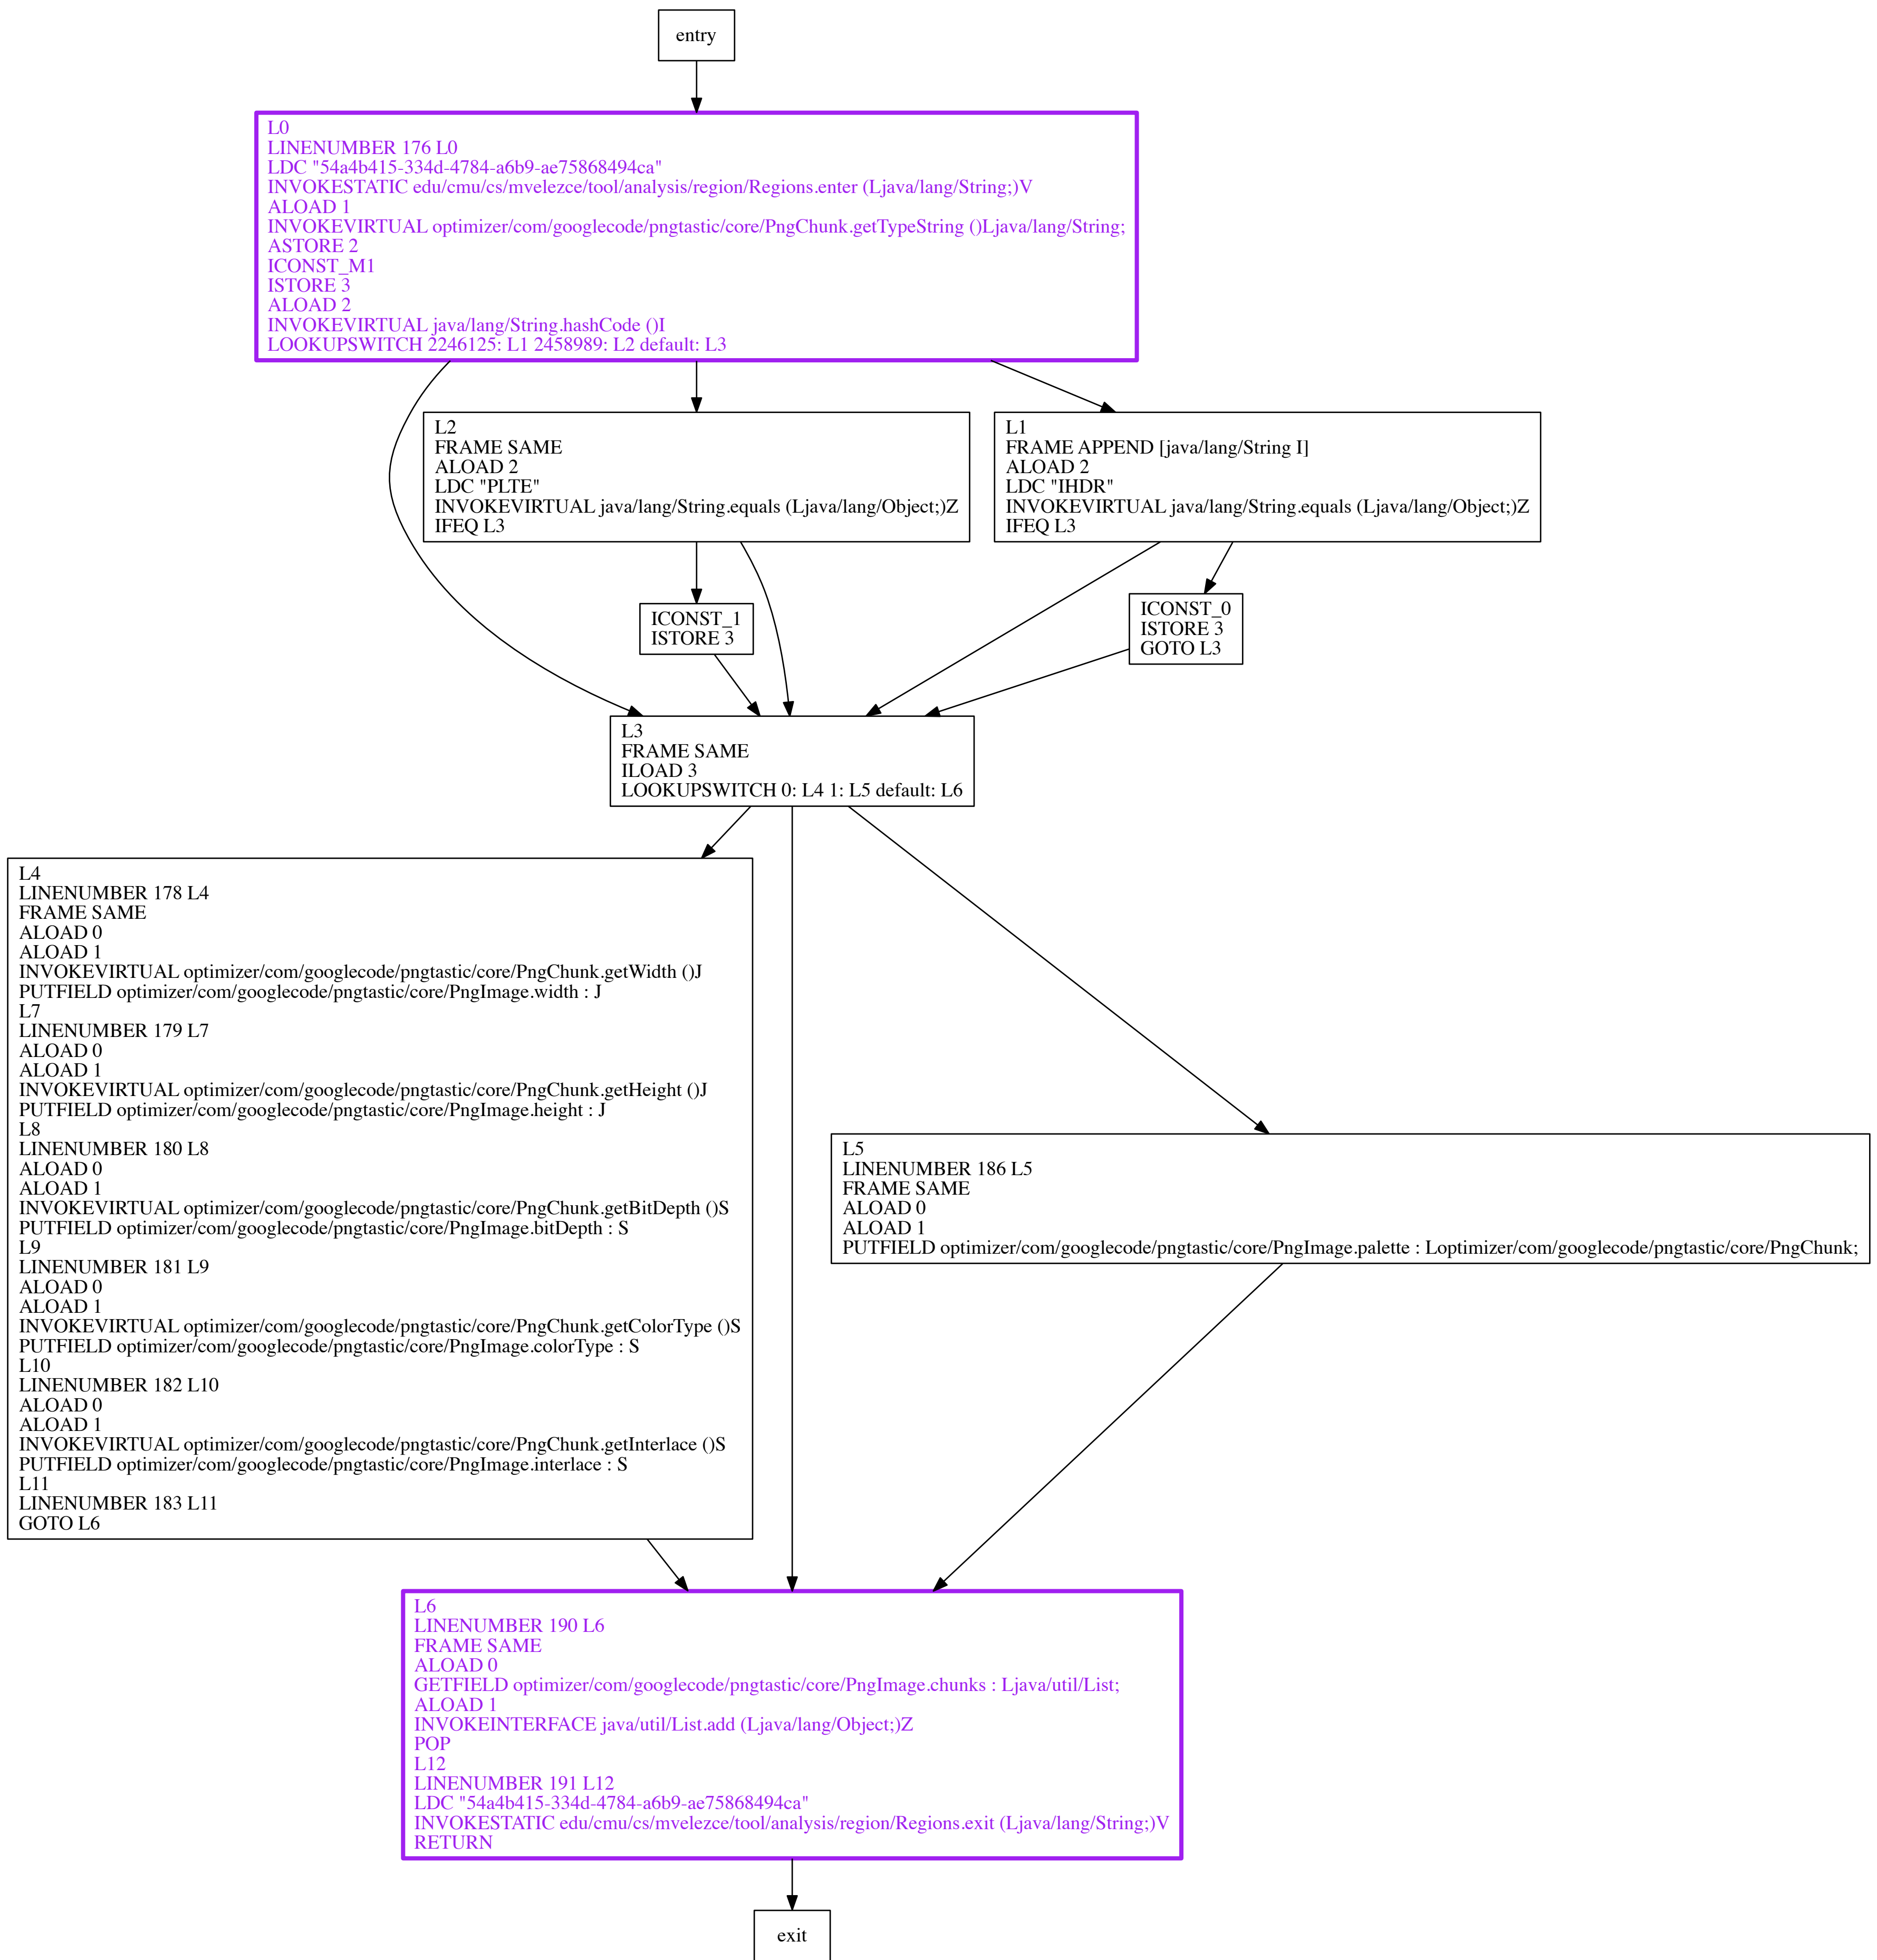 entry
L0
LINENUMBER 176 L0
LDC "54a4b415-334d-4784-a6b9-ae75868494ca"
INVOKESTATIC edu/cmu/cs/mvelezce/tool/analysis/region/Regions.enter (Ljava/lang/String;)V
ALOAD 1
INVOKEVIRTUAL optimizer/com/googlecode/pngtastic/core/PngChunk.getTypeString ()Ljava/lang/String;
ASTORE 2
ICONST_M1
ISTORE 3
ALOAD 2
INVOKEVIRTUAL java/lang/String.hashCode ()I
LOOKUPSWITCH 2246125: L1 2458989: L2 default: L3
L2
FRAME SAME
ALOAD 2
LDC "PLTE"
INVOKEVIRTUAL java/lang/String.equals (Ljava/lang/Object;)Z
IFEQ L3
L1
FRAME APPEND [java/lang/String I]
ALOAD 2
LDC "IHDR"
INVOKEVIRTUAL java/lang/String.equals (Ljava/lang/Object;)Z
IFEQ L3
ICONST_1
ISTORE 3
ICONST_0
ISTORE 3
GOTO L3
L3
FRAME SAME
ILOAD 3
LOOKUPSWITCH 0: L4 1: L5 default: L6
L4
LINENUMBER 178 L4
FRAME SAME
ALOAD 0
ALOAD 1
INVOKEVIRTUAL optimizer/com/googlecode/pngtastic/core/PngChunk.getWidth ()J
PUTFIELD optimizer/com/googlecode/pngtastic/core/PngImage.width : J
L7
LINENUMBER 179 L7
ALOAD 0
ALOAD 1
INVOKEVIRTUAL optimizer/com/googlecode/pngtastic/core/PngChunk.getHeight ()J
PUTFIELD optimizer/com/googlecode/pngtastic/core/PngImage.height : J
L8
LINENUMBER 180 L8
ALOAD 0
ALOAD 1
INVOKEVIRTUAL optimizer/com/googlecode/pngtastic/core/PngChunk.getBitDepth ()S
PUTFIELD optimizer/com/googlecode/pngtastic/core/PngImage.bitDepth : S
L9
LINENUMBER 181 L9
ALOAD 0
ALOAD 1
INVOKEVIRTUAL optimizer/com/googlecode/pngtastic/core/PngChunk.getColorType ()S
PUTFIELD optimizer/com/googlecode/pngtastic/core/PngImage.colorType : S
L10
LINENUMBER 182 L10
ALOAD 0
ALOAD 1
INVOKEVIRTUAL optimizer/com/googlecode/pngtastic/core/PngChunk.getInterlace ()S
PUTFIELD optimizer/com/googlecode/pngtastic/core/PngImage.interlace : S
L11
LINENUMBER 183 L11
GOTO L6
L5
LINENUMBER 186 L5
FRAME SAME
ALOAD 0
ALOAD 1
PUTFIELD optimizer/com/googlecode/pngtastic/core/PngImage.palette : Loptimizer/com/googlecode/pngtastic/core/PngChunk;
L6
LINENUMBER 190 L6
FRAME SAME
ALOAD 0
GETFIELD optimizer/com/googlecode/pngtastic/core/PngImage.chunks : Ljava/util/List;
ALOAD 1
INVOKEINTERFACE java/util/List.add (Ljava/lang/Object;)Z
POP
L12
LINENUMBER 191 L12
LDC "54a4b415-334d-4784-a6b9-ae75868494ca"
INVOKESTATIC edu/cmu/cs/mvelezce/tool/analysis/region/Regions.exit (Ljava/lang/String;)V
RETURN
exit